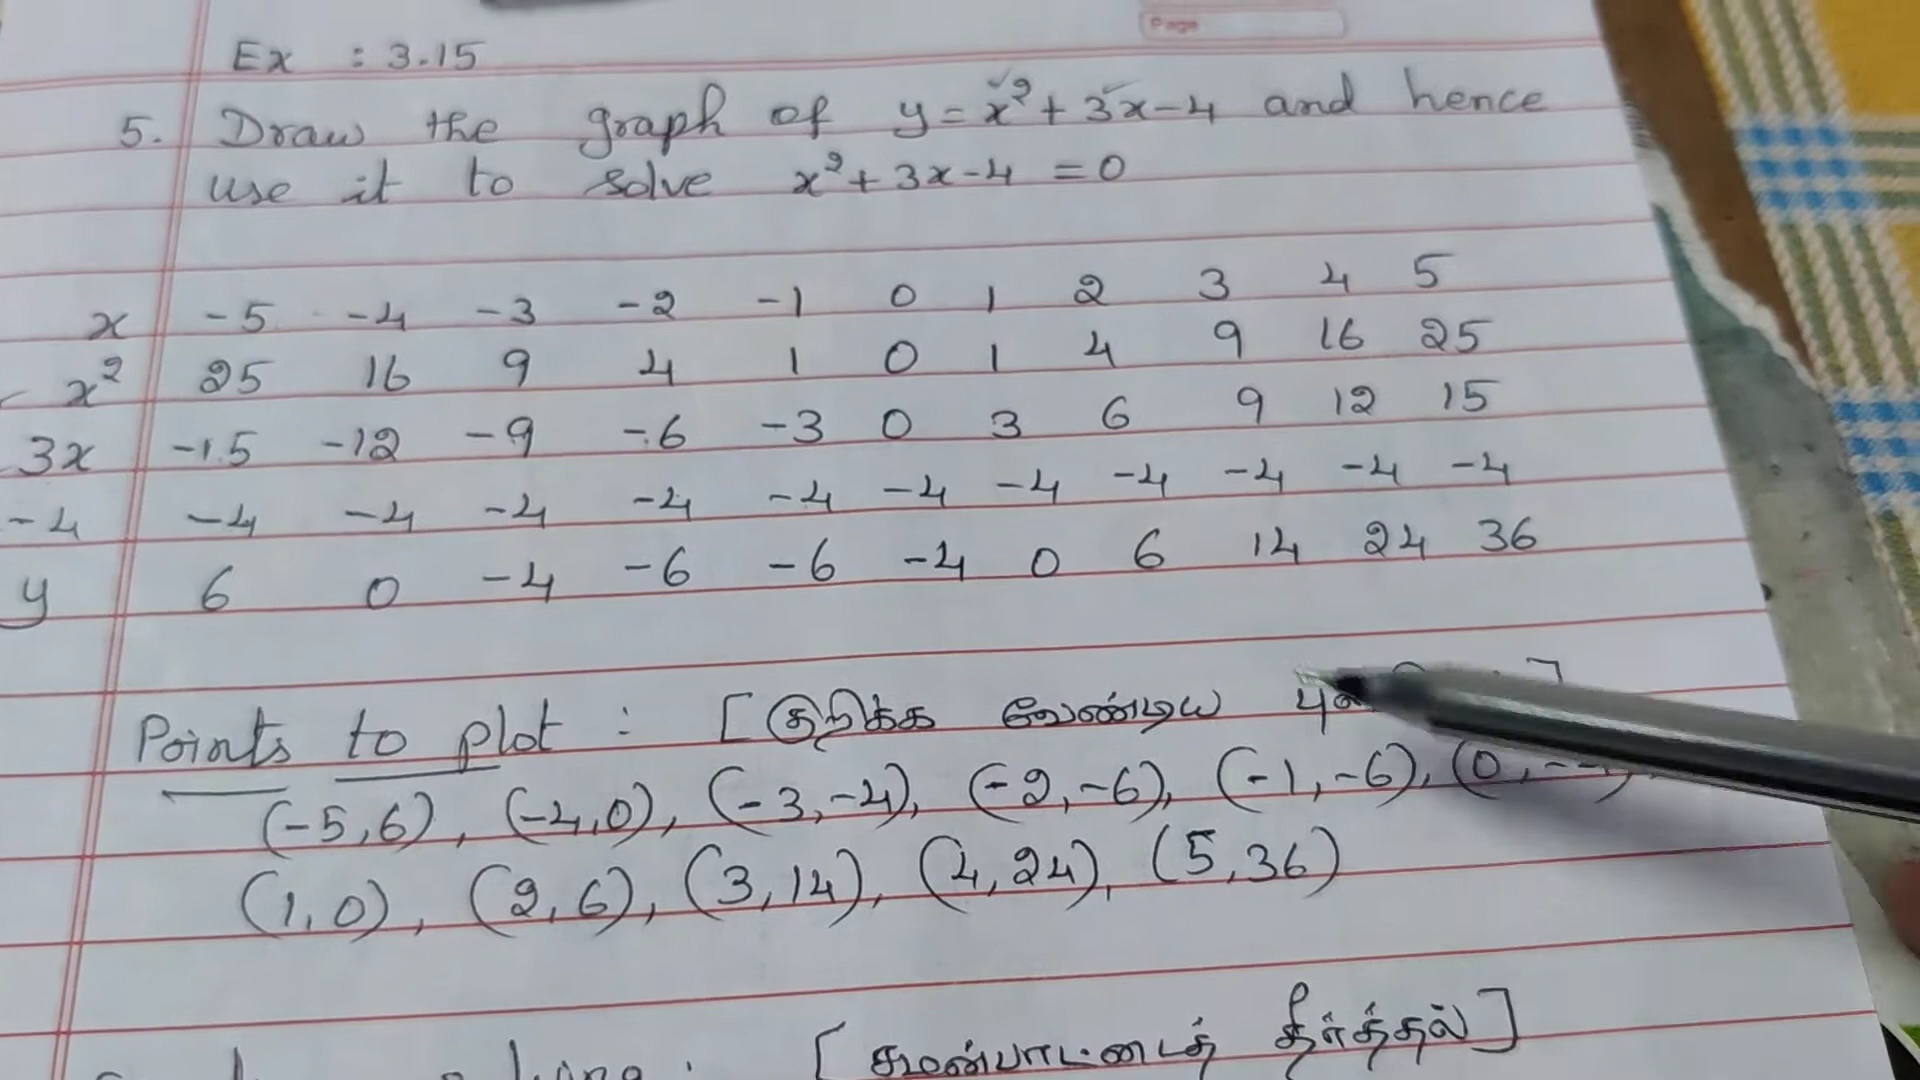 Page
Ex : 3.15
5. Draw the graph of y = x² + 3x - 4 and hence
use it to solve x² + 3x - 4 = 0
x -5 -4 -3 -2 -1 0 1 2 3 4 5
x² 25 16 9 4 1 0 1 4 9 16 25
3x -15 -12 -9 -6 -3 0 3 6 9 12 15
-4 -4 -4 -4 -4 -4 -4 -4 -4 -4 -4 -4
y 6 0 -4 -6 -6 -4 0 6 14 24 36
Points to plot : [குறிக்க வேண்டிய ]
(-5,6), (-4,0), (-3,-4), (-2,-6), (-1,-6), (0,
(1,0), (2,6), (3,14), (4,24), (5,36)
: [சமன்பாட்டைத் தீர்த்தல்]